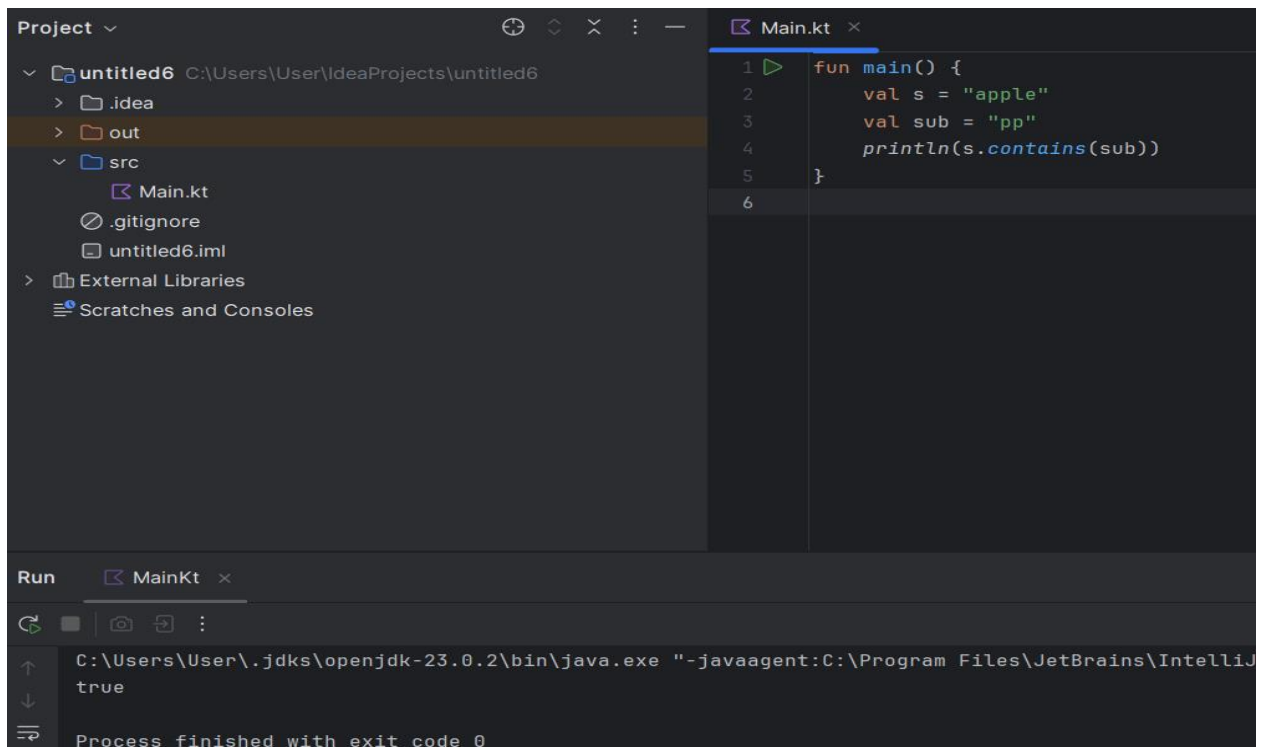 Project
untitled6 C:\Users\User\IdeaProjects\untitled6
.idea
out
src
Main.kt
.gitignore
untitled6.iml
External Libraries
Scratches and Consoles
Main.kt
1 fun main() {
2     val s = "apple"
3     val sub = "pp"
4     println(s.contains(sub))
5 }
6
Run MainKt
C:\Users\User\.jdks\openjdk-23.0.2\bin\java.exe "-javaagent:C:\Program Files\JetBrains\IntelliJ
true
Process finished with exit code 0